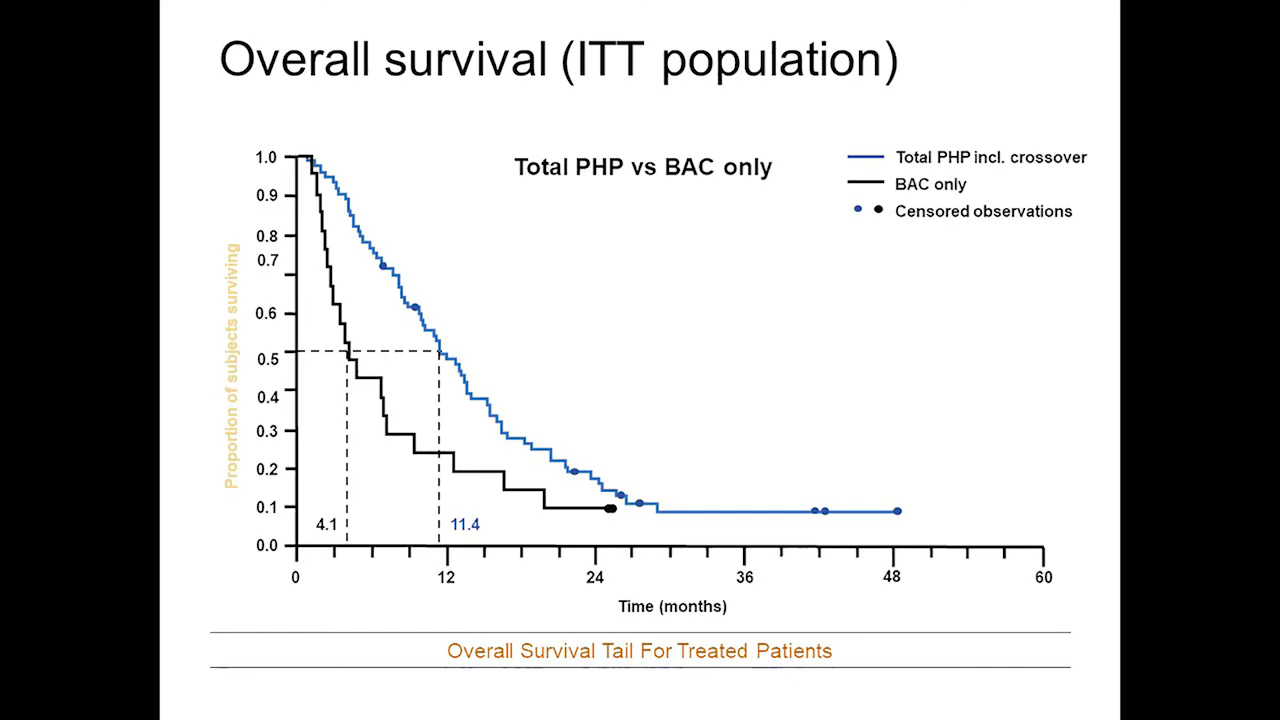 Overall survival (ITT population)
Total PHP vs BAC only
Total PHP incl. crossover
BAC only
Censored observations
Proportion of subjects surviving
1.0
0.9
0.8
0.7
0.6
0.5
0.4
0.3
0.2
0.1
0.0
4.1
11.4
0
12
24
36
48
60
Time (months)
Overall Survival Tail For Treated Patients